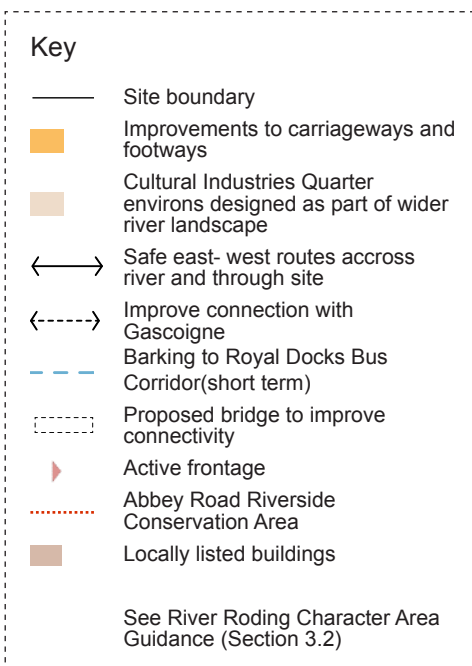 Key
Site boundary
Improvements to carriageways and
footways
Cultural Industries Quarter
environs designed as part of wider
river landscape
Safe east- west routes accross
river and through site
Improve connection with
Gascoigne
Barking to Royal Docks Bus
Corridor(short term)
Proposed bridge to improve
connectivity
Active frontage
Abbey Road Riverside
Conservation Area
Locally listed buildings
See River Roding Character Area
Guidance (Section 3.2)